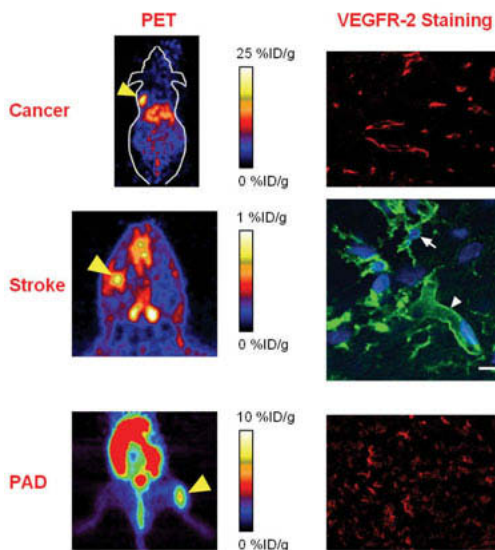 PET
VEGFR-2 Staining
25 %ID/g
Cancer
0 %ID/g
1 %ID/g
Stroke
0 %ID/g
10 %ID/g
PAD
0 %ID/g